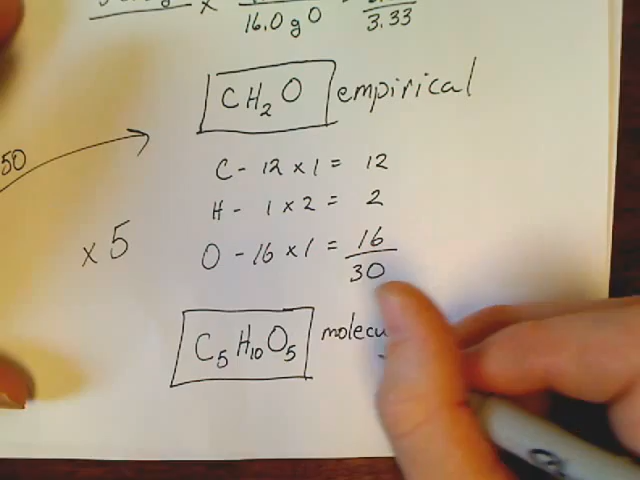 x
16.0 g O
3.33
CH₂O empirical
50
C - 12 x 1 = 12
H - 1 x 2 = 2
x 5
O - 16 x 1 = 16
30
C₅H₁₀O₅ molecu